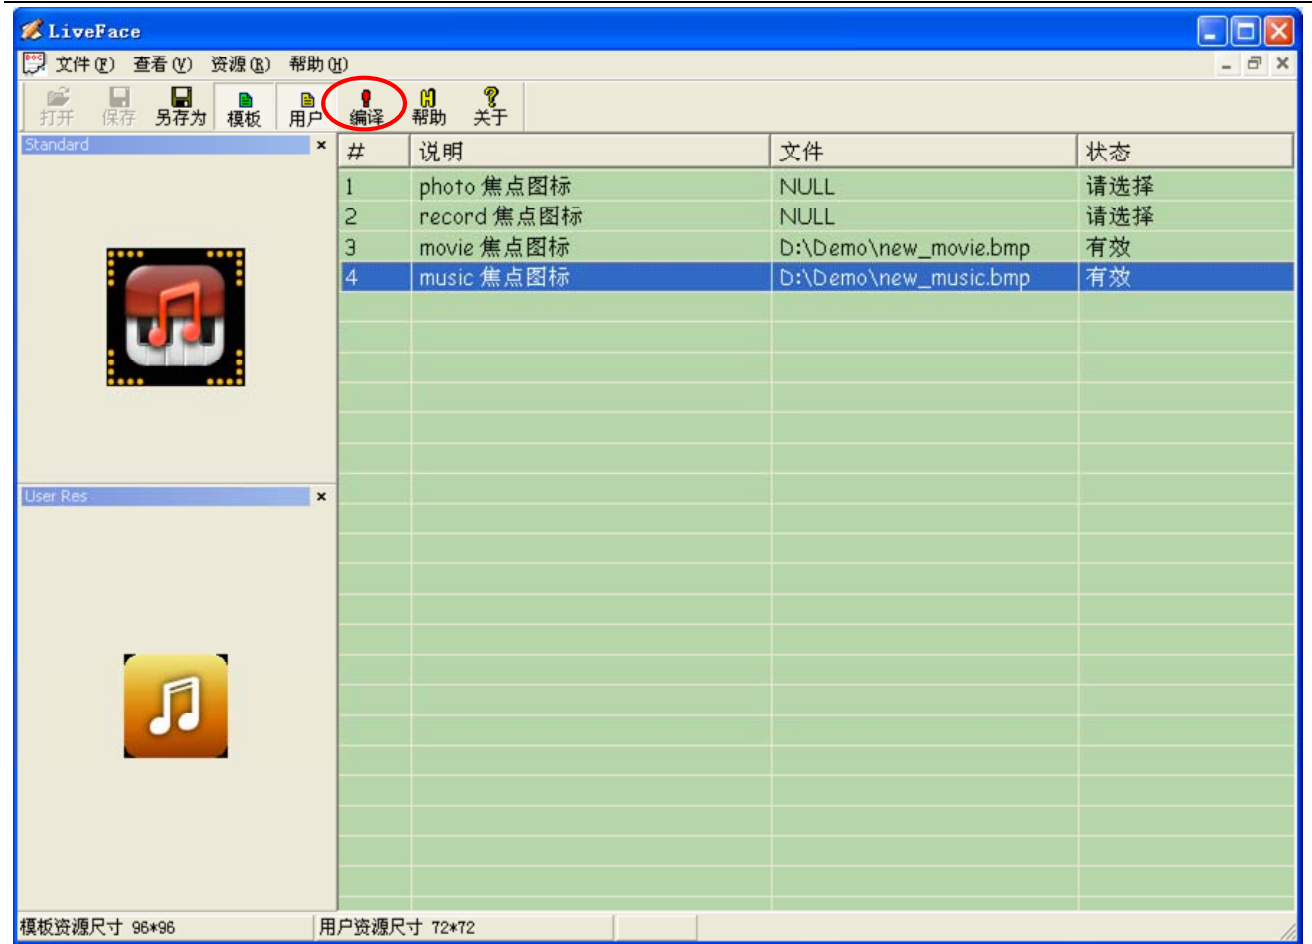 LiveFace
文件(F) 查看(V) 资源(R) 帮助(H)
打开 保存 另存为 模板 用户 编译 帮助 关于
Standard
# 说明 文件 状态
1 photo 焦点图标 NULL 请选择
2 record 焦点图标 NULL 请选择
3 movie 焦点图标 D:\Demo\new_movie.bmp 有效
4 music 焦点图标 D:\Demo\new_music.bmp 有效
User Res
模板资源尺寸 96*96 用户资源尺寸 72*72